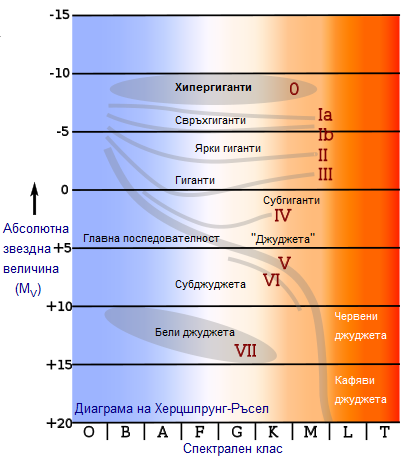 -15
-10
Хипергиганти 0
Свръхгиганти Ia
-5 Ib
Ярки гиганти II
Гиганти III
0
Субгиганти
IV
Абсолютна
звездна
величина
(Mv)
Главна последователност "Джуджета"
+5
V
Субджуджета VI
+10
Червени
джуджета
Бели джуджета
VII
+15
Кафяви
джуджета
Диаграма на Херцшпрунг-Ръсел
+20
O B A F G K M L T
Спектрален клас